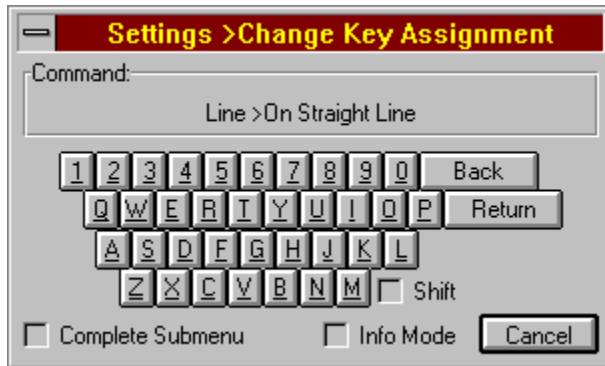 Settings >Change Key Assignment
Command:
Line >On Straight Line
1 2 3 4 5 6 7 8 9 0 Back
Q W E R T Y U I O P Return
A S D F G H J K L
Z X C V B N M Shift
Complete Submenu Info Mode Cancel